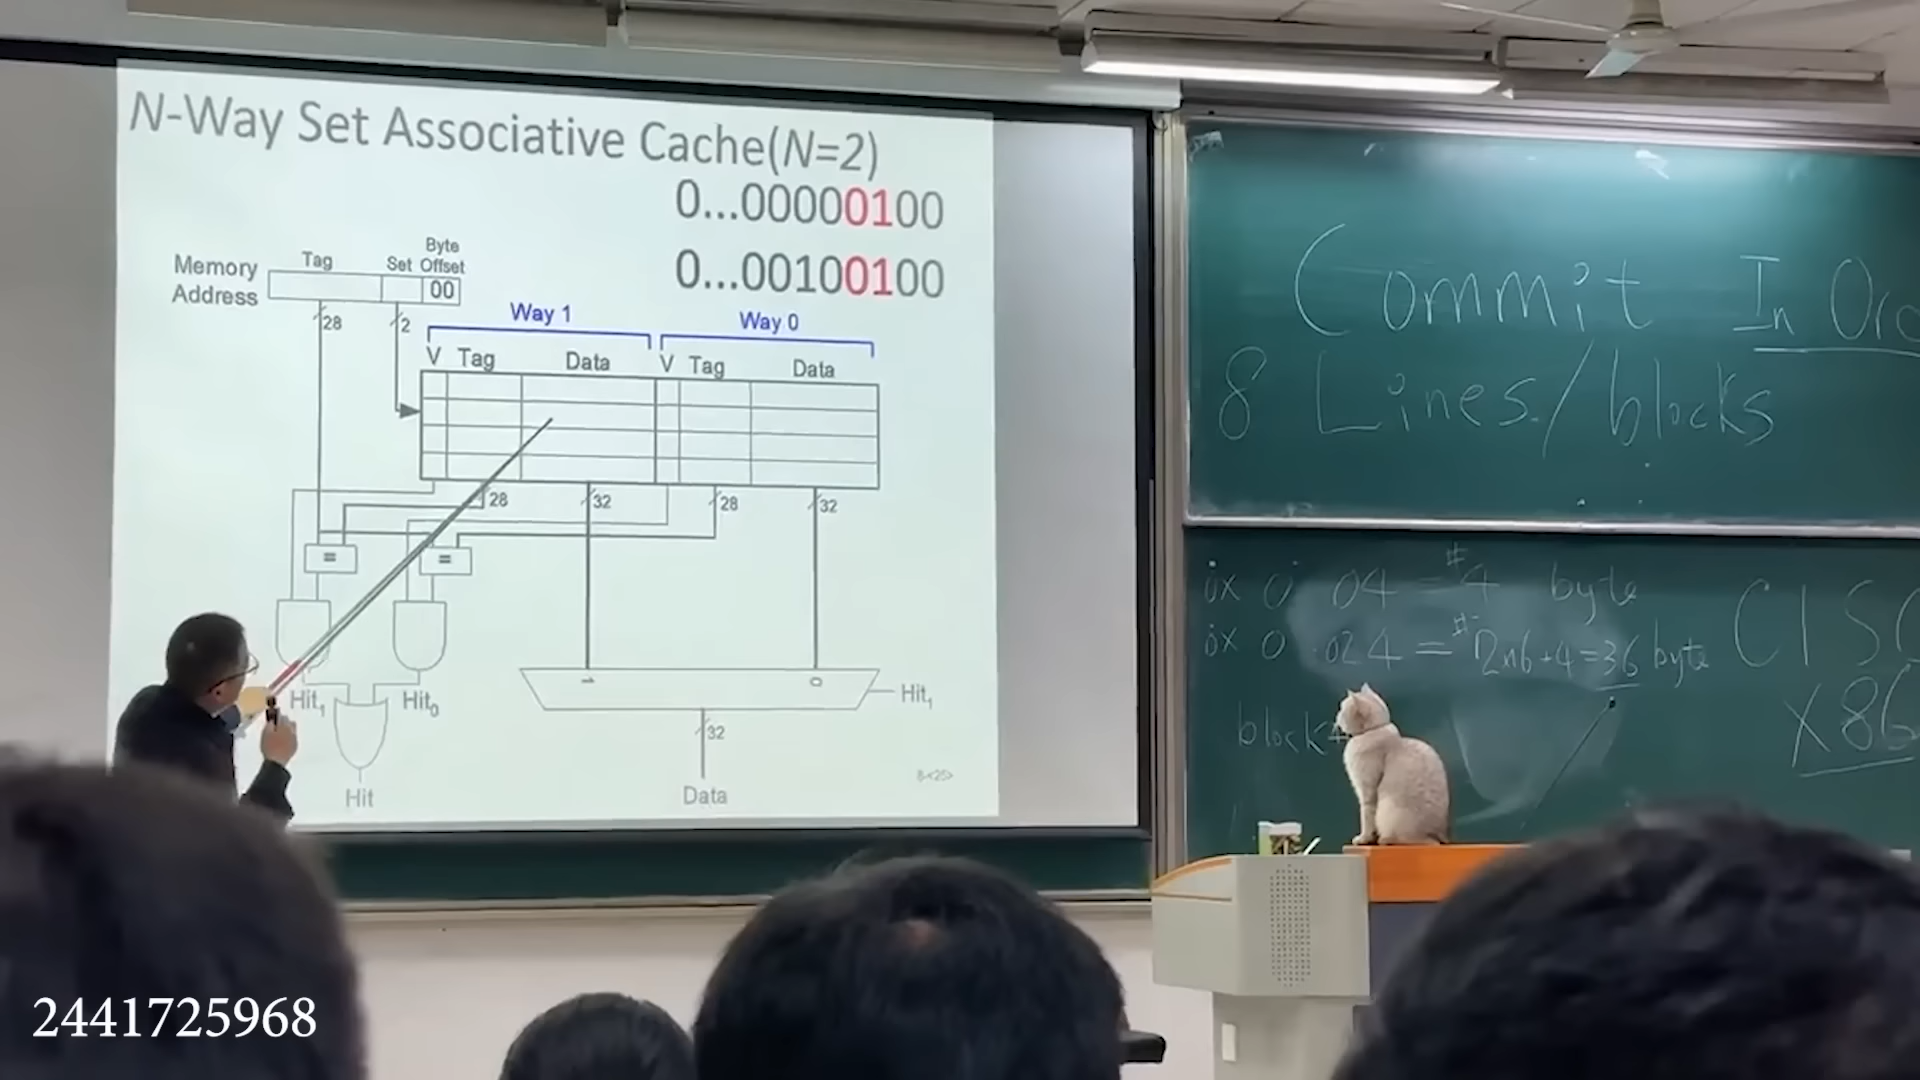 N-Way Set Associative Cache(N=2)
0...00000100
0...00100100
Memory Address
Tag
Set
Byte Offset
00
28
2
Way 1
Way 0
V Tag Data V Tag Data
28
32
28
32
=
=
Hit1
Hit0
1
0
Hit1
32
Hit
Data
8<25>
Commit In Ord
8 Lines/blocks
0x 0 04 = #4 byte
0x 0 024 = # 2x16+4=36 byte
block#
CISC
X86
2441725968